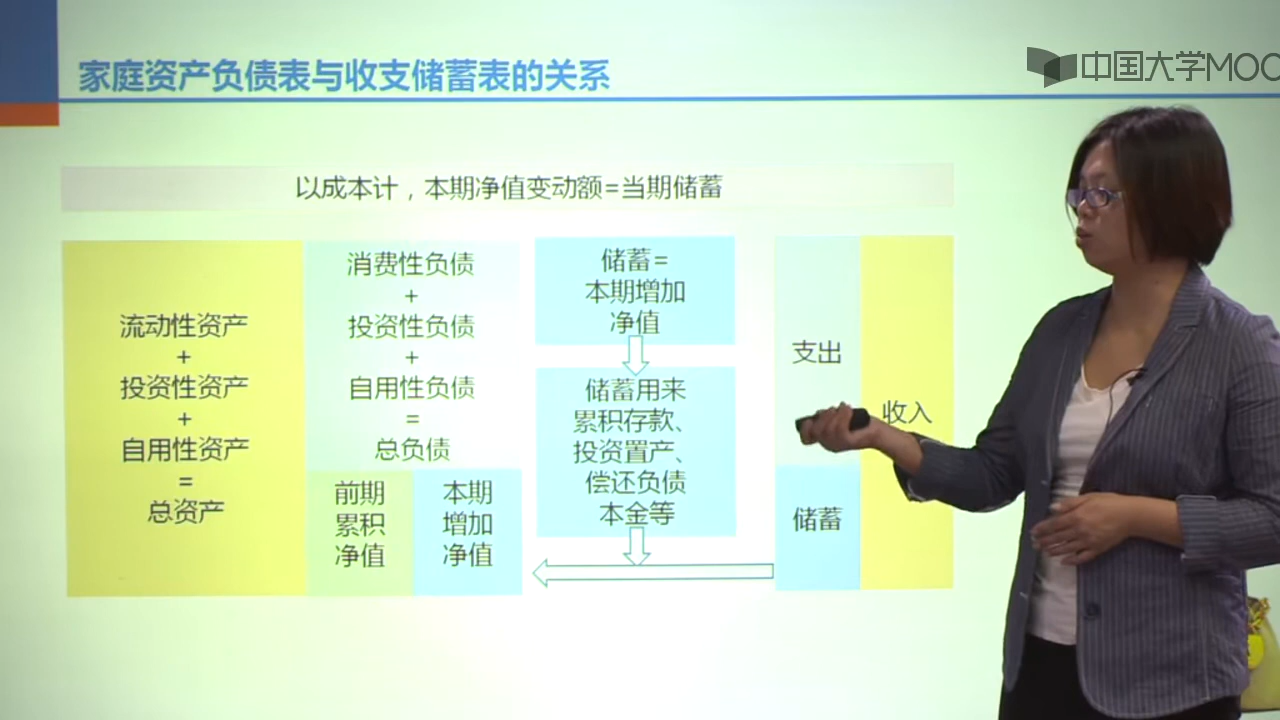 家庭资产负债表与收支储蓄表的关系
中国大学MOO
以成本计，本期净值变动额=当期储蓄
流动性资产
+
投资性资产
+
自用性资产
=
总资产
消费性负债
+
投资性负债
+
自用性负债
=
总负债
前期
累积
净值
本期
增加
净值
储蓄=
本期增加
净值
储蓄用来
累积存款、
投资置产、
偿还负债
本金等
支出
储蓄
收入